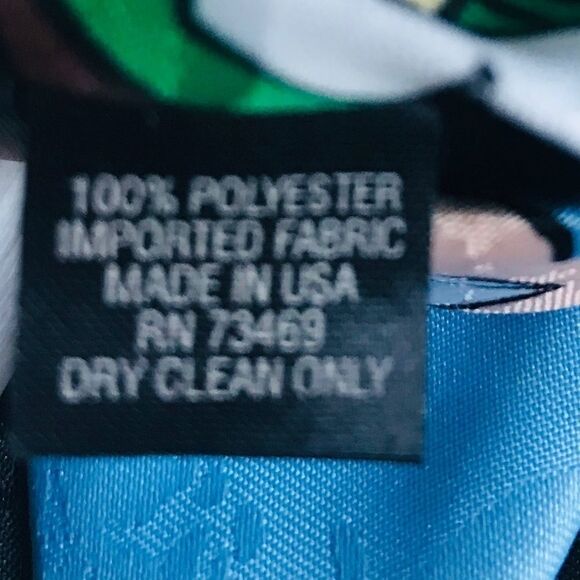 100% POLYESTER
IMPORTED FABRIC
MADE IN USA
RN 73469
DRY CLEAN ONLY